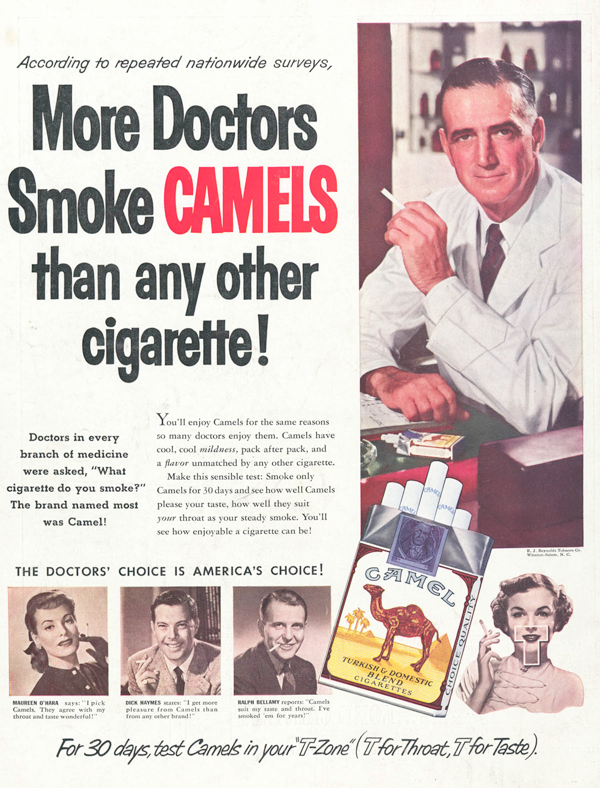 According to repeated nationwide surveys,
More Doctors
Smoke CAMELS
than any other
cigarette!
Doctors in every
branch of medicine
were asked, "What
cigarette do you smoke?"
The brand named most
was Camel!
You'll enjoy Camels for the same reasons
so many doctors enjoy them. Camels have
cool, cool mildness, pack after pack, and
a flavor unmatched by any other cigarette.
Make this sensible test: Smoke only
Camels for 30 days and see how well Camels
please your taste, how well they suit
your throat as your steady smoke. You'll
see how enjoyable a cigarette can be!
R. J. Reynolds Tobacco Co.
Winston-Salem, N. C.
THE DOCTORS' CHOICE IS AMERICA'S CHOICE!
MAUREEN O'HARA says: "I pick
Camels. They agree with my
throat and taste wonderful!"
DICK HAYMES states: "I get more
pleasure from Camels than
from any other brand!"
RALPH BELLAMY reports: "Camels
suit my taste and throat. I've
smoked 'em for years!"
CAMEL
CAMEL
CAMEL
CAMEL
TURKISH & DOMESTIC
BLEND
CIGARETTES
CHOICE QUALITY
T
For 30 days, test Camels in your "T-Zone" (T for Throat, T for Taste).